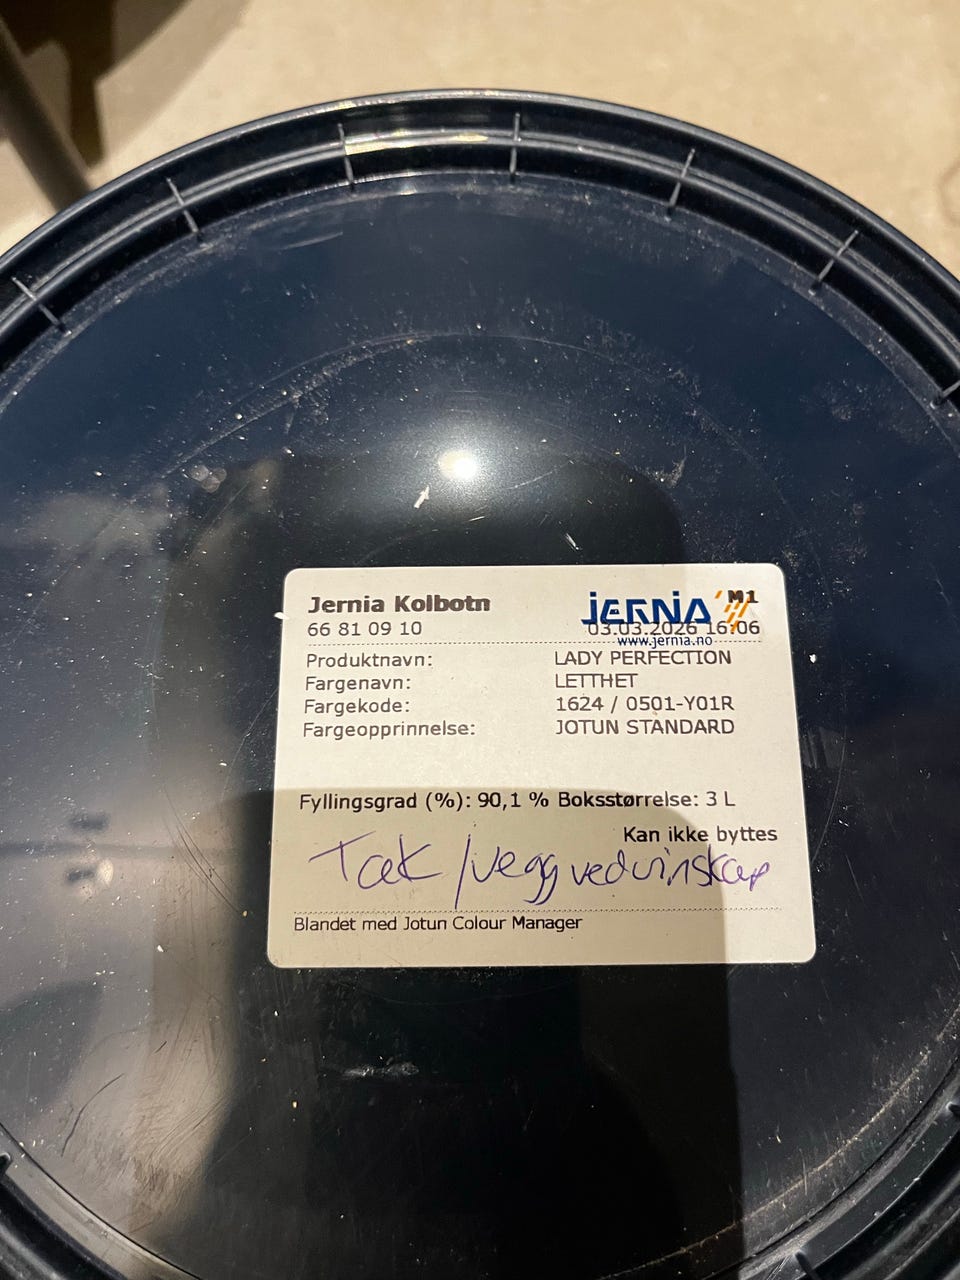 Jernia Kolbotn
JERNIA M1
66 81 09 10
03.03.2026 16:06
www.jernia.no
Produktnavn: LADY PERFECTION
Fargenavn: LETTHET
Fargekode: 1624 / 0501-Y01R
Fargeopprinnelse: JOTUN STANDARD
Fyllingsgrad (%): 90,1 % Boksstørrelse: 3 L
Kan ikke byttes
Tak / vegg ved vinskap
Blandet med Jotun Colour Manager